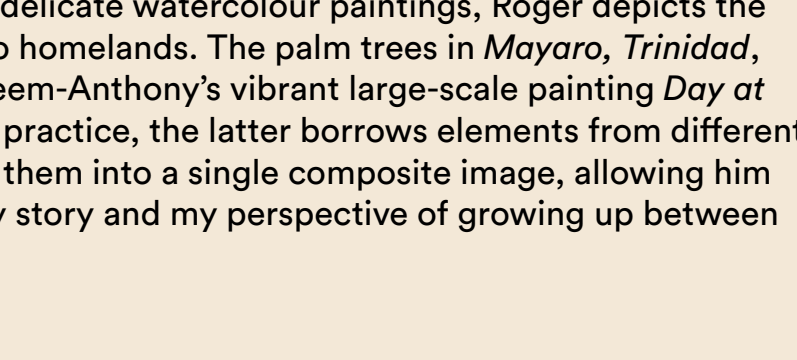 delicate watercolour paintings, Roger depicts the
homelands. The palm trees in Mayaro, Trinidad,
eem-Anthony’s vibrant large-scale painting Day at
practice, the latter borrows elements from different
them into a single composite image, allowing him
story and my perspective of growing up between